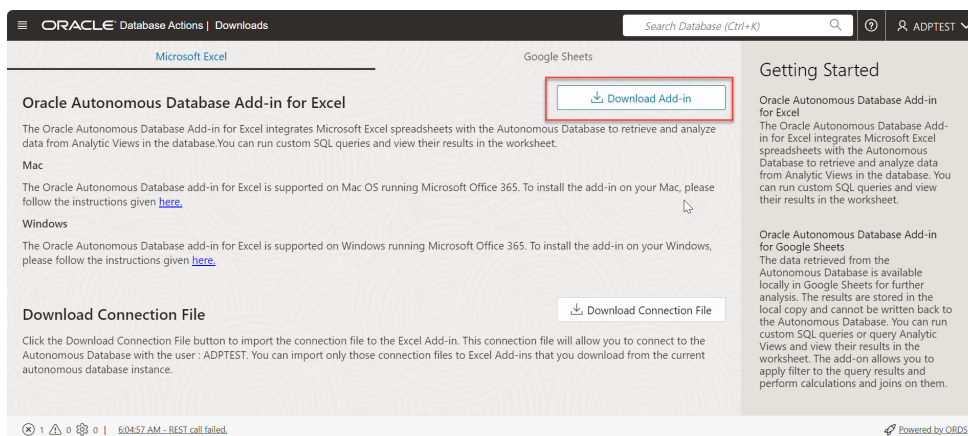 ORACLE Database Actions | Downloads
Search Database (Ctrl+K)
ADPTEST
Microsoft Excel
Google Sheets
Oracle Autonomous Database Add-in for Excel
Download Add-in
The Oracle Autonomous Database Add-in for Excel integrates Microsoft Excel spreadsheets with the Autonomous Database to retrieve and analyze
data from Analytic Views in the database.You can run custom SQL queries and view their results in the worksheet.
Mac
The Oracle Autonomous Database add-in for Excel is supported on Mac OS running Microsoft Office 365. To install the add-in on your Mac, please
follow the instructions given here.
Windows
The Oracle Autonomous Database add-in for Excel is supported on Windows running Microsoft Office 365. To install the add-in on your Windows,
please follow the instructions given here.
Download Connection File
Download Connection File
Click the Download Connection File button to import the connection file to the Excel Add-in. This connection file will allow you to connect to the
Autonomous Database with the user : ADPTEST. You can import only those connection files to Excel Add-ins that you download from the current
autonomous database instance.
Getting Started
Oracle Autonomous Database Add-in
for Excel
The Oracle Autonomous Database Add-
in for Excel integrates Microsoft Excel
spreadsheets with the Autonomous
Database to retrieve and analyze data
from Analytic Views in the database. You
can run custom SQL queries and view
their results in the worksheet.
Oracle Autonomous Database Add-in
for Google Sheets
The data retrieved from the
Autonomous Database is available
locally in Google Sheets for further
analysis. The results are stored in the
local copy and cannot be written back to
the Autonomous Database. You can run
custom SQL queries or query Analytic
Views and view their results in the
worksheet. The add-on allows you to
apply filter to the query results and
perform calculations and joins on them.
1 0 0 | 6:04:57 AM - REST call failed.
Powered by ORDS